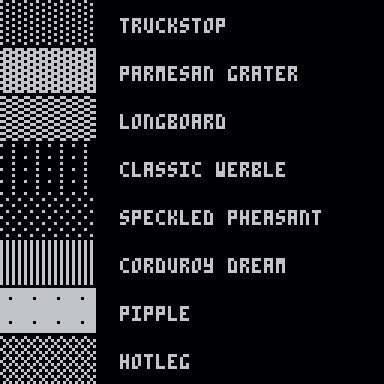 TRUCKSTOP
PARMESAN GRATER
LONGBOARD
CLASSIC WERBLE
SPECKLED PHEASANT
CORDUROY DREAM
PIPPLE
HOTLEG